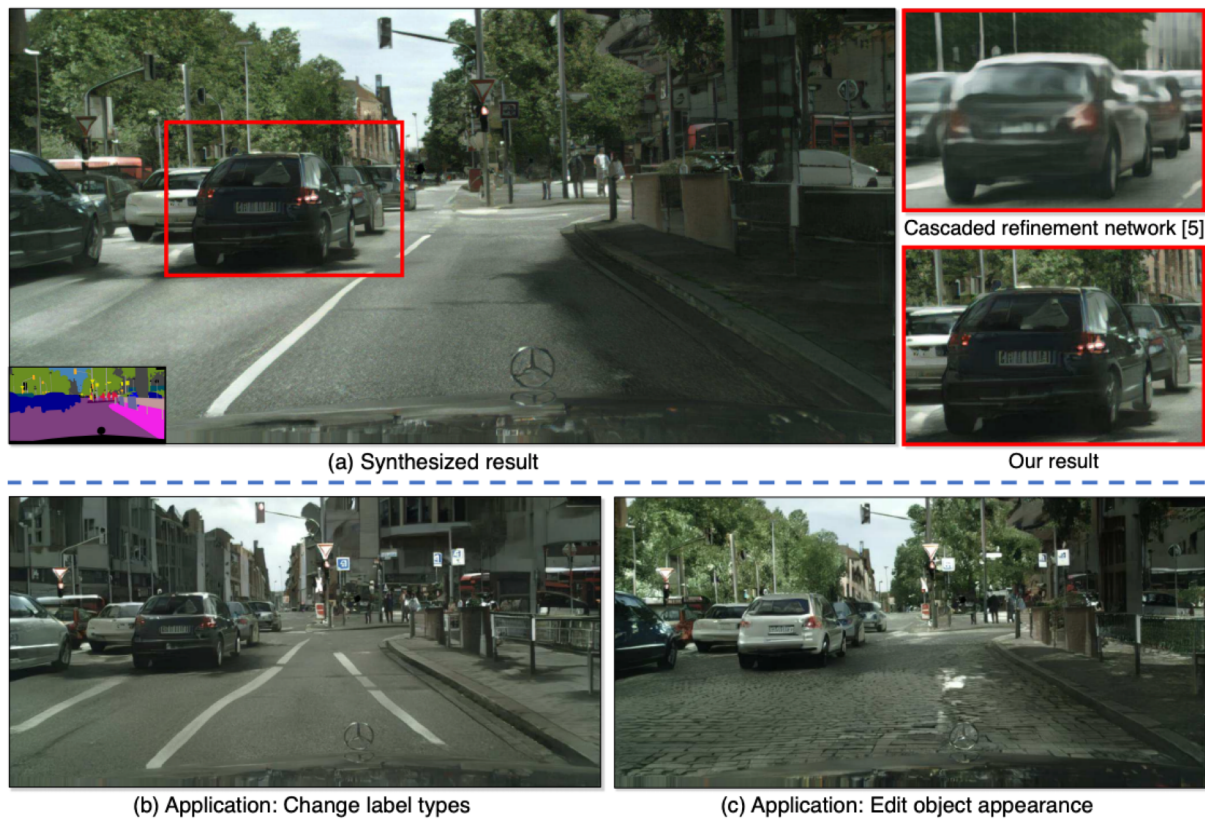 Cascaded refinement network [5]
(a) Synthesized result
Our result
(b) Application: Change label types
(c) Application: Edit object appearance